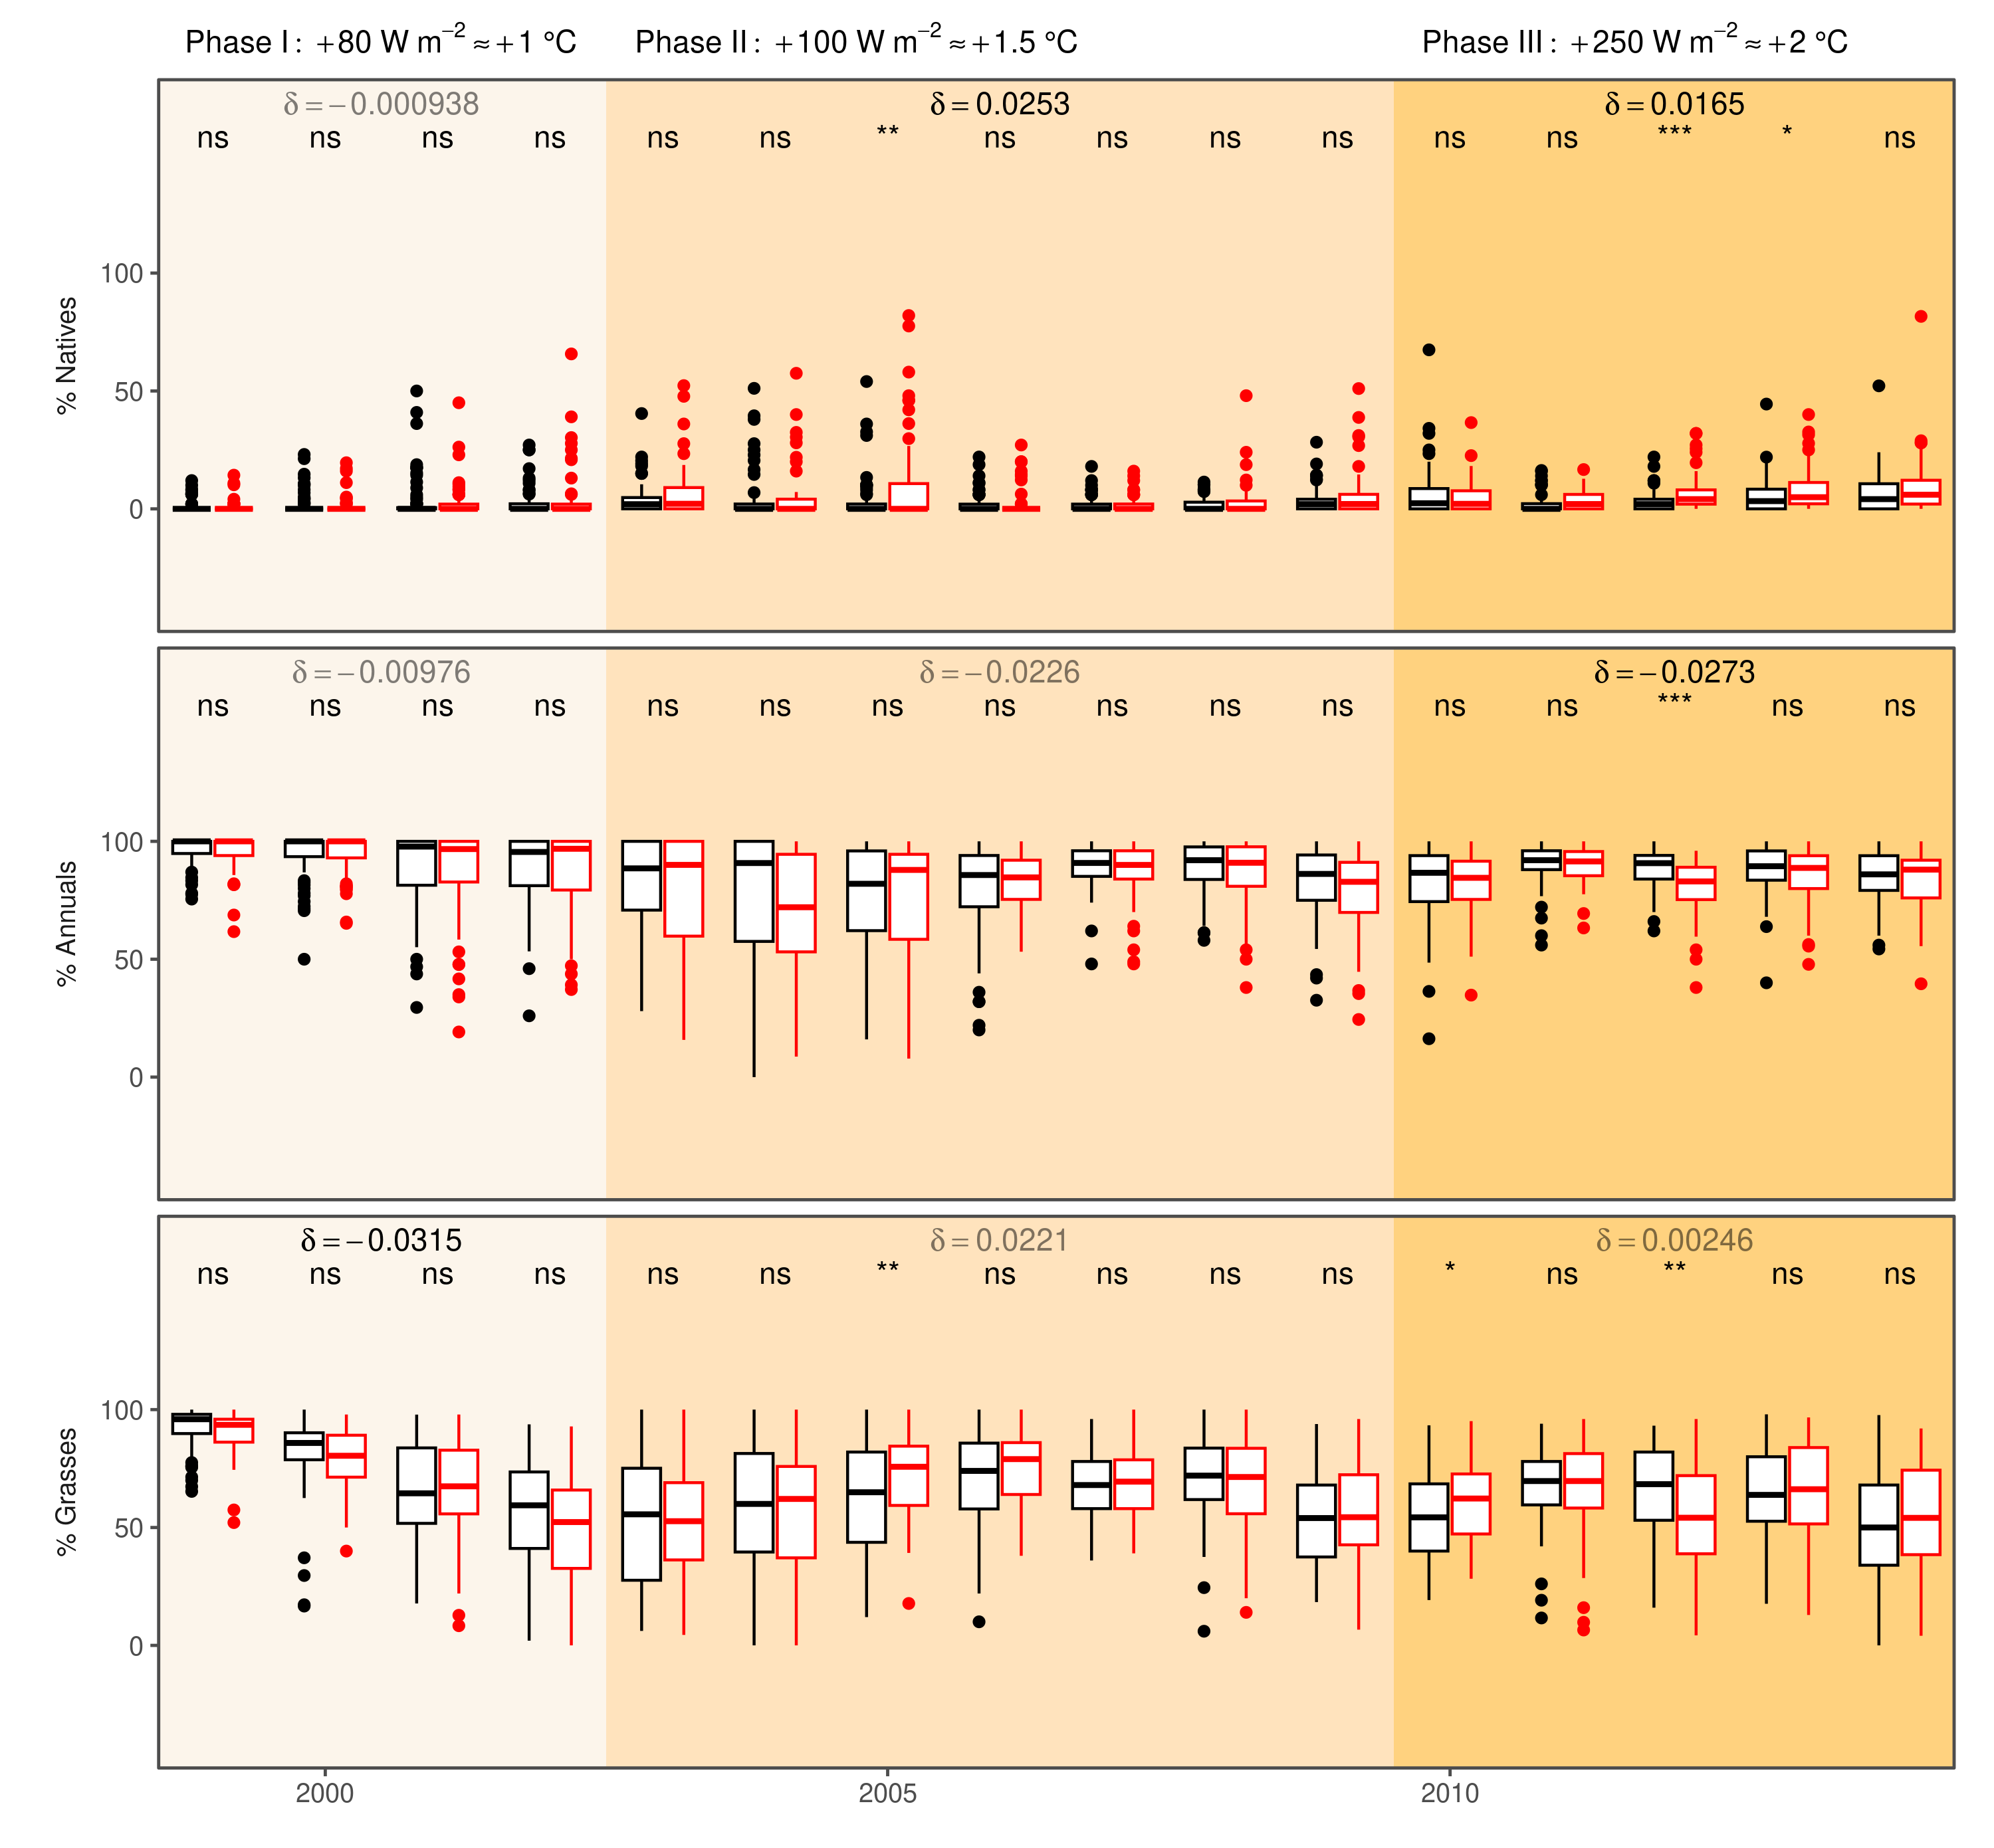 Phase I: +80 W m⁻² ≈ +1 °C Phase II: +100 W m⁻² ≈ +1.5 °C Phase III: +250 W m⁻² ≈ +2 °C
δ = −0.000938 δ = 0.0253 δ = 0.0165
ns ns ns ns ns ns ** ns ns ns ns ns ns *** * ns
% Natives
100
50
0
δ = −0.00976 δ = −0.0226 δ = −0.0273
ns ns ns ns ns ns ns ns ns ns ns ns ns *** ns ns
% Annuals
100
50
0
δ = −0.0315 δ = 0.0221 δ = 0.00246
ns ns ns ns ns ns ** ns ns ns ns * ns ** ns ns
% Grasses
100
50
0
2000 2005 2010